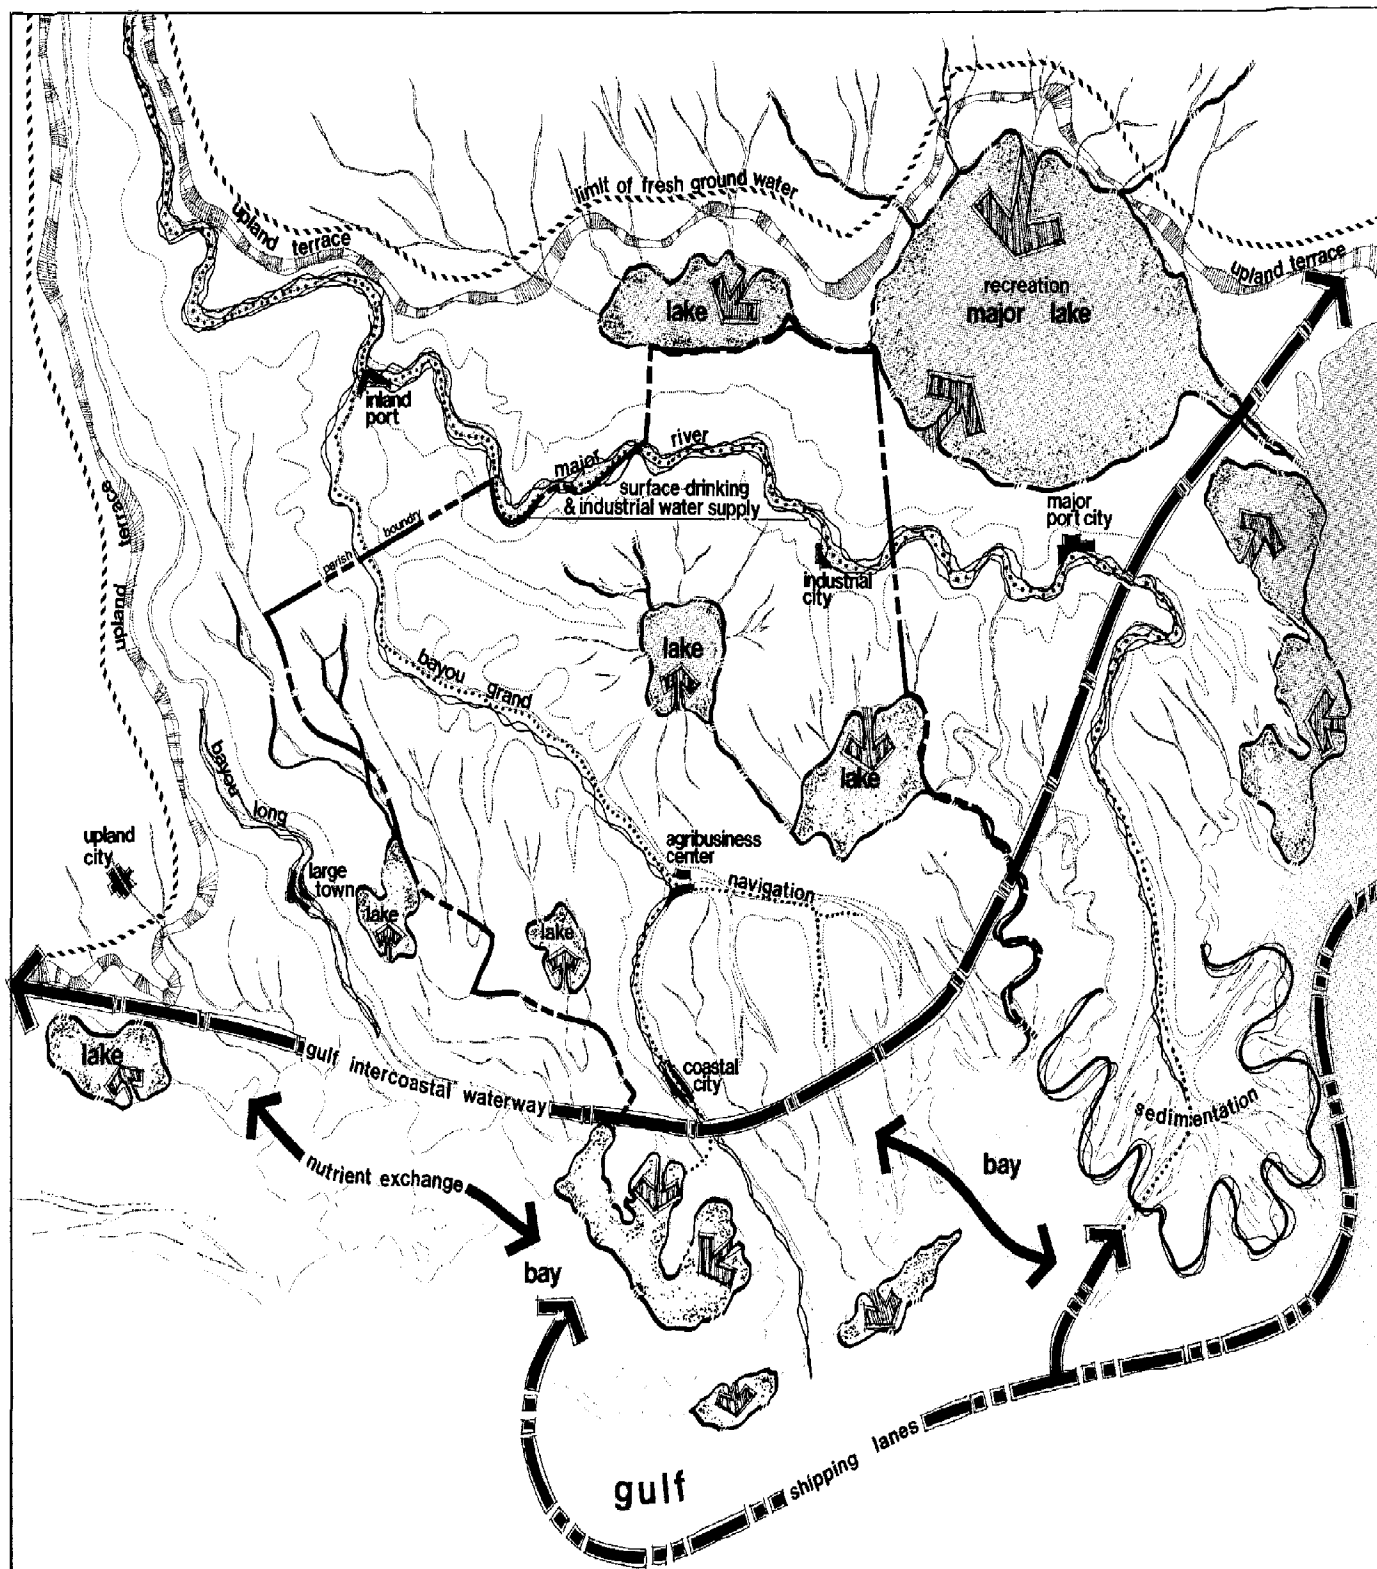 limit of fresh ground water
upland terrace
upland terrace
recreation
major lake
lake
inland
port
major river
surface drinking
& industrial water supply
major
port city
parish boundry
industrial
city
upland terrace
lake
bayou grand
bayou long
lake
upland
city
agribusiness
center
large
town
navigation
lake
lake
lake
gulf intercoastal waterway
coastal
city
sedimentation
nutrient exchange
bay
bay
shipping lanes
gulf